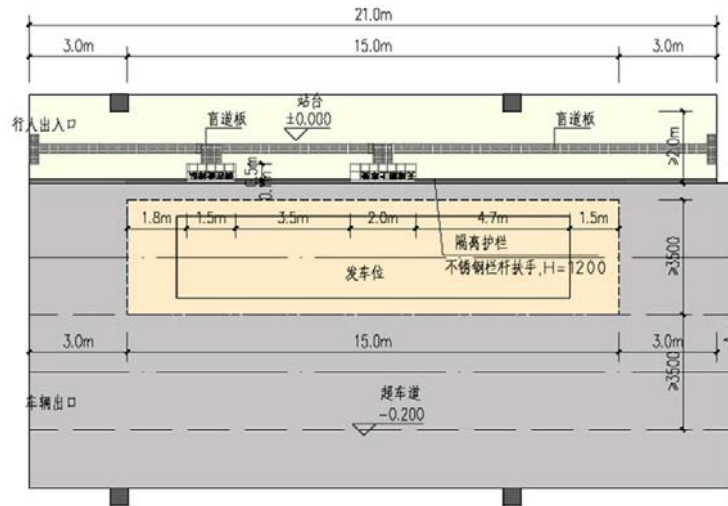 21.0m
3.0m
15.0m
3.0m
站台
±0.000
盲道板
盲道板
行人出入口
≥2.0m
0.5m
1.8m
1.5m
3.5m
2.0m
4.7m
1.5m
隔离护栏
不锈钢栏杆扶手,H=1200
发车位
≥3500
3.0m
15.0m
3.0m
≥3500
车辆出口
超车道
-0.200